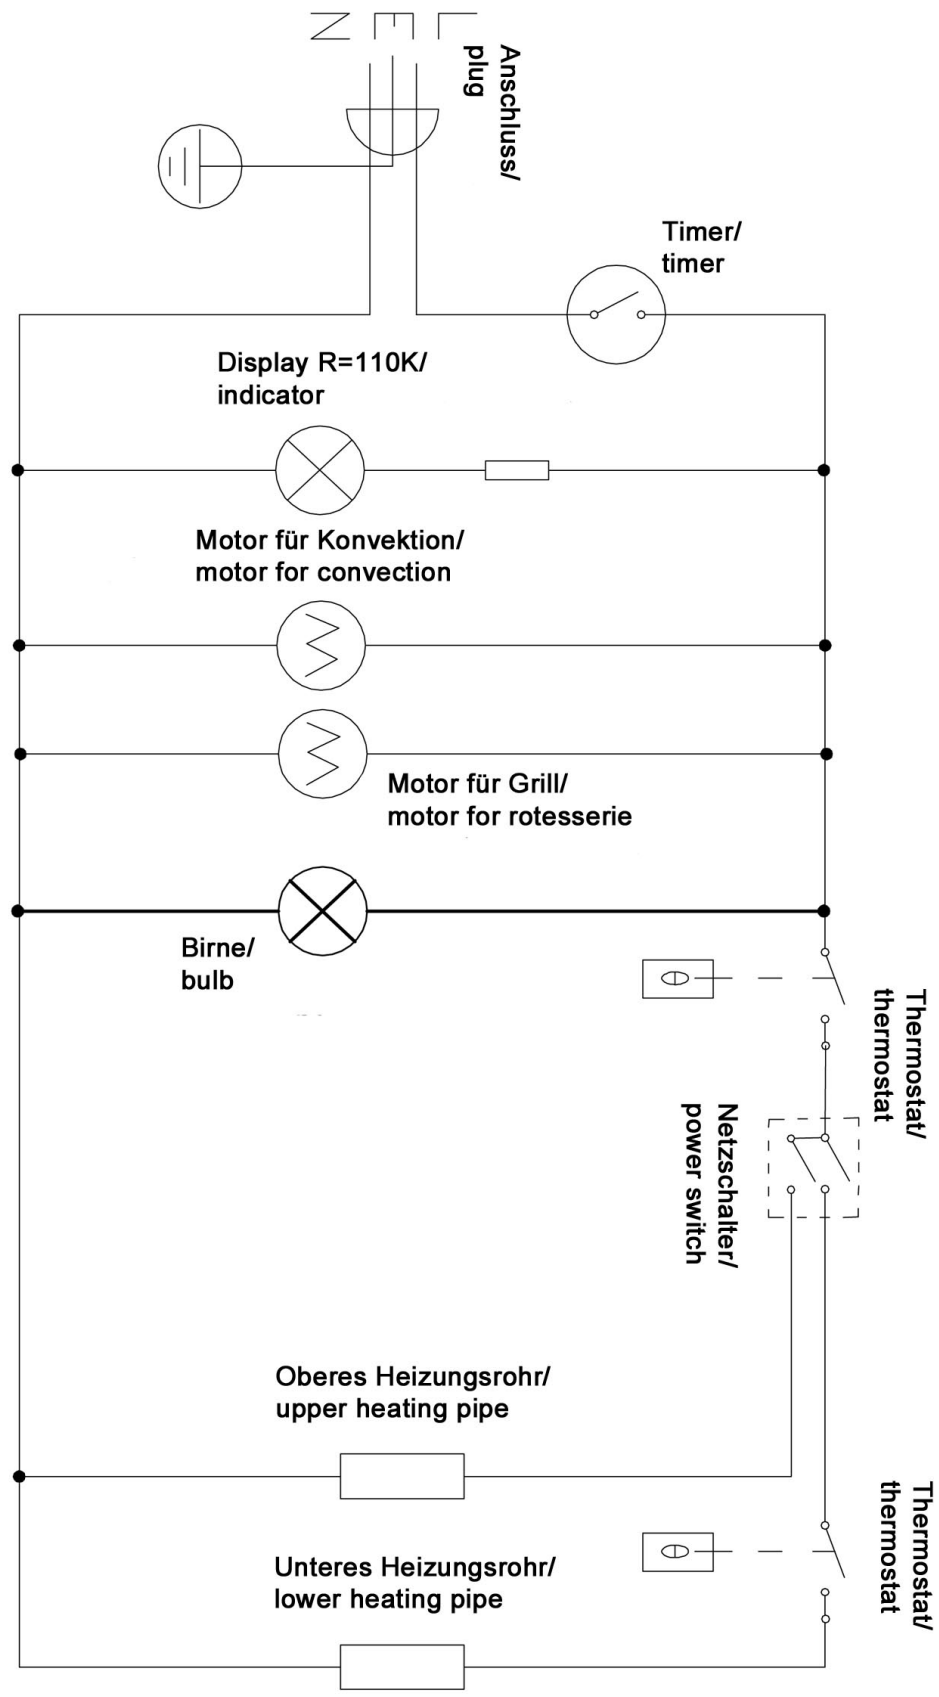 N E L
Anschluss/
plug
Timer/
timer
Display R=110K/
indicator
Motor für Konvektion/
motor for convection
Motor für Grill/
motor for rotesserie
Birne/
bulb
Thermostat/
thermostat
Netzschalter/
power switch
Oberes Heizungsrohr/
upper heating pipe
Thermostat/
thermostat
Unteres Heizungsrohr/
lower heating pipe